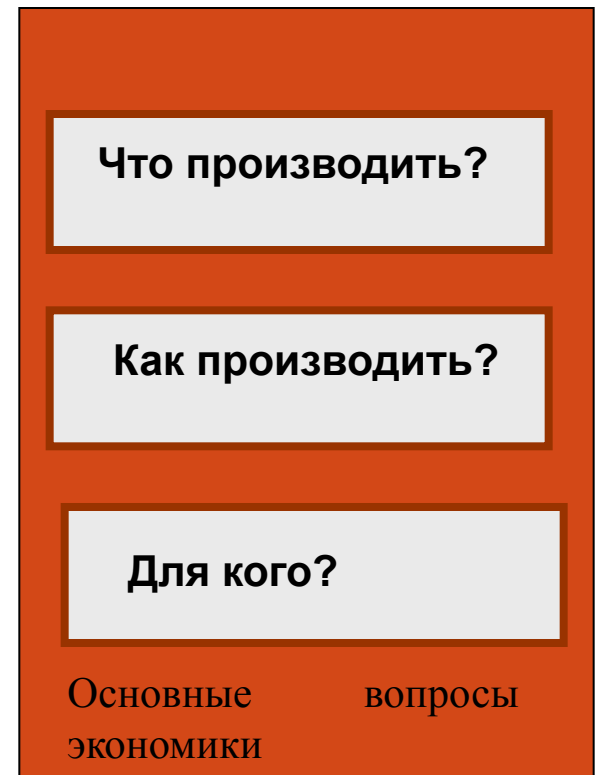 Что производить?
Как производить?
Для кого?
Основные вопросы
экономики